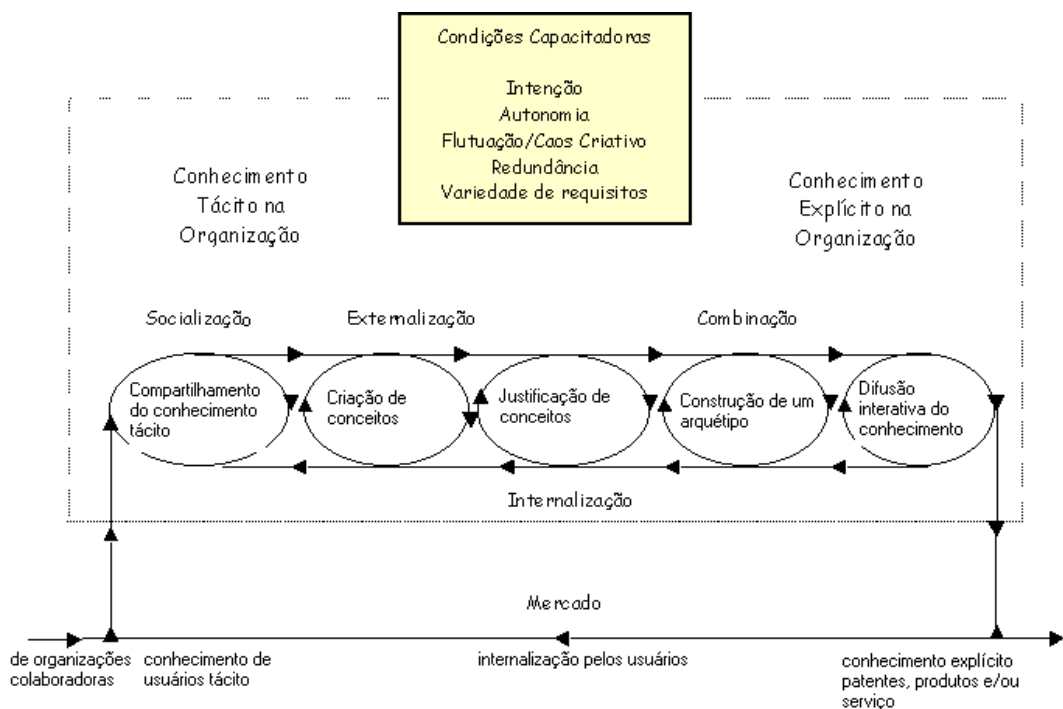 Condições Capacitadoras
Intenção
Autonomia
Flutuação/Caos Criativo
Redundância
Variedade de requisitos
Conhecimento
Tácito na
Organização
Conhecimento
Explícito na
Organização
Socialização
Externalização
Combinação
Compartilhamento
do conhecimento
tácito
Criação de
conceitos
Justificação de
conceitos
Construção de um
arquétipo
Difusão
interativa do
conhecimento
Internalização
Mercado
de organizações
colaboradoras
conhecimento de
usuários tácito
internalização pelos usuários
conhecimento explícito
patentes, produtos e/ou
serviço